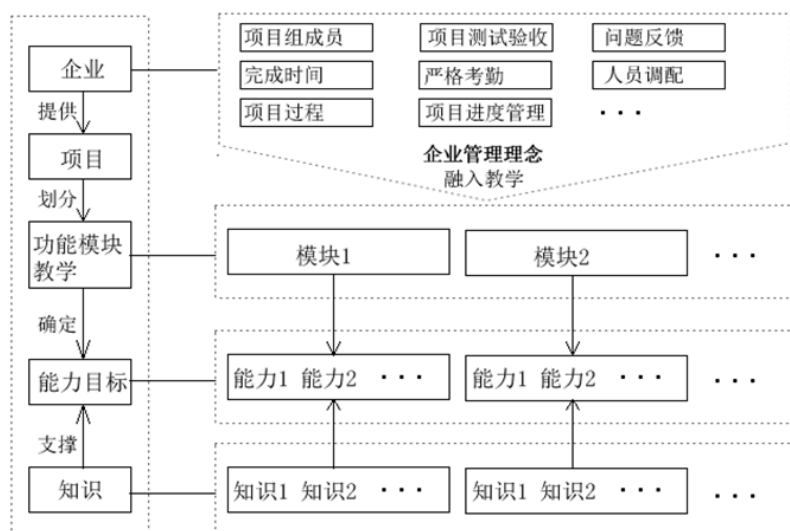 企业
提供
项目
划分
功能模块
教学
确定
能力目标
支撑
知识
项目组成员 项目测试验收 问题反馈
完成时间 严格考勤 人员调配
项目过程 项目进度管理 ···
企业管理理念
融入教学
模块1 模块2 ···
能力1 能力2 ··· 能力1 能力2 ··· ···
知识1 知识2 ··· 知识1 知识2 ··· ···